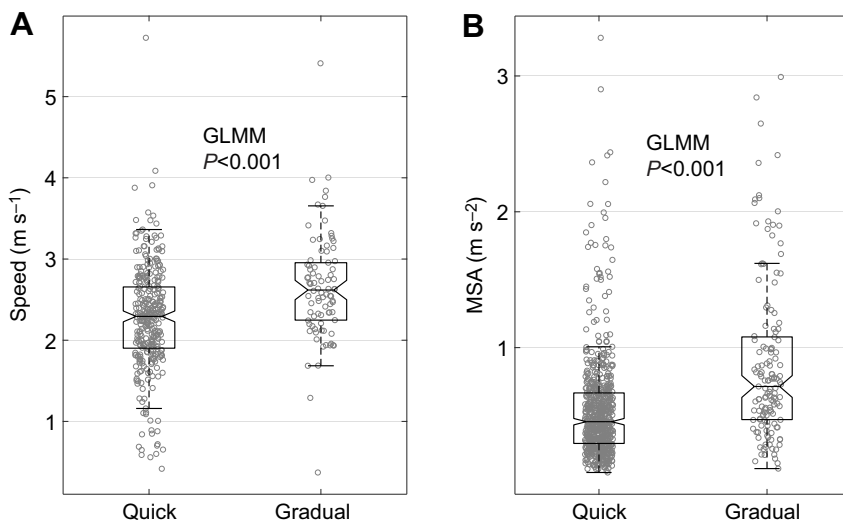 A
Speed (m s⁻¹)
5
4
3
2
1
GLMM
P<0.001
Quick Gradual
B
MSA (m s⁻²)
3
2
1
GLMM
P<0.001
Quick Gradual